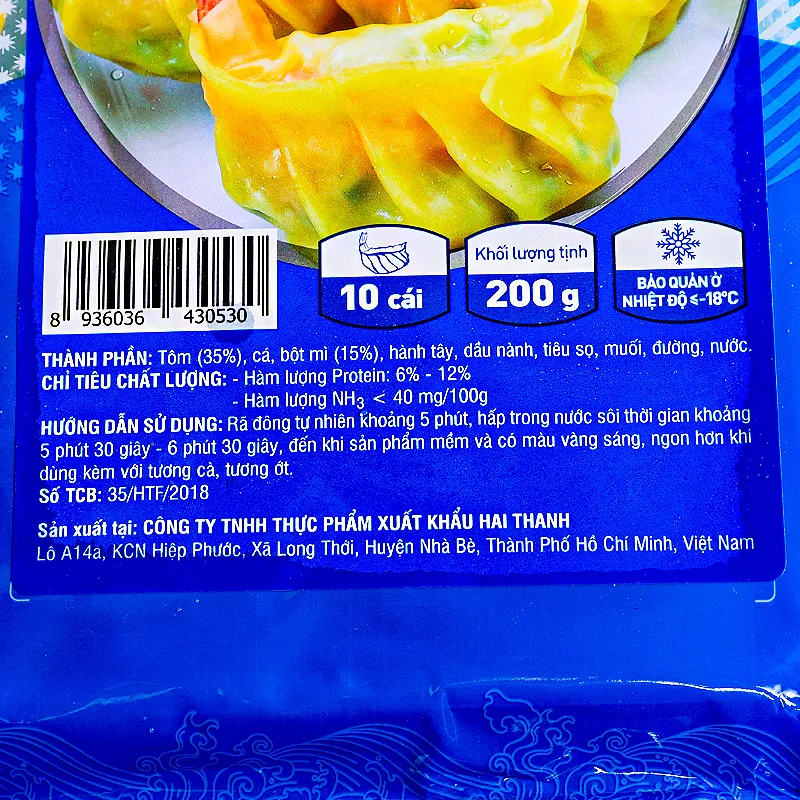 10 cái
Khối lượng tịnh
200 g
BẢO QUẢN Ở
NHIỆT ĐỘ ≤-18°C
8 936036 430530
THÀNH PHẦN: Tôm (35%), cá, bột mì (15%), hành tây, dầu nành, tiêu sọ, muối, đường, nước.
CHỈ TIÊU CHẤT LƯỢNG: - Hàm lượng Protein: 6% - 12%
- Hàm lượng NH3 < 40 mg/100g
HƯỚNG DẪN SỬ DỤNG: Rã đông tự nhiên khoảng 5 phút, hấp trong nước sôi thời gian khoảng
5 phút 30 giây - 6 phút 30 giây, đến khi sản phẩm mềm và có màu vàng sáng, ngon hơn khi
dùng kèm với tương cà, tương ớt.
Số TCB: 35/HTF/2018
Sản xuất tại: CÔNG TY TNHH THỰC PHẨM XUẤT KHẨU HAI THANH
Lô A14a, KCN Hiệp Phước, Xã Long Thới, Huyện Nhà Bè, Thành Phố Hồ Chí Minh, Việt Nam